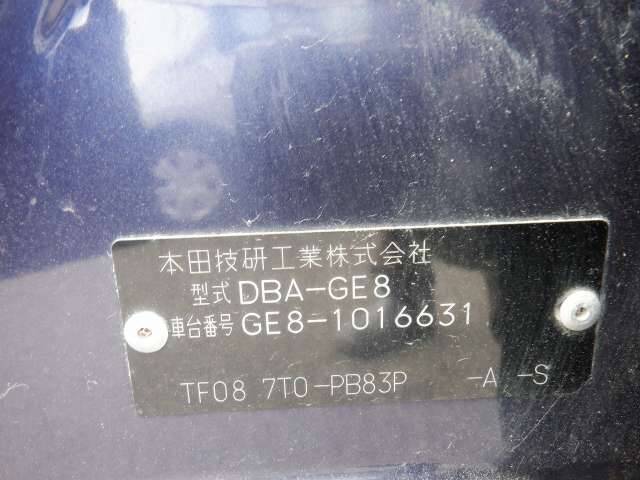 本田技研工業株式会社
型式 DBA-GE8
車台番号 GE8-1016631
TF08 7T0-PB83P -A -S